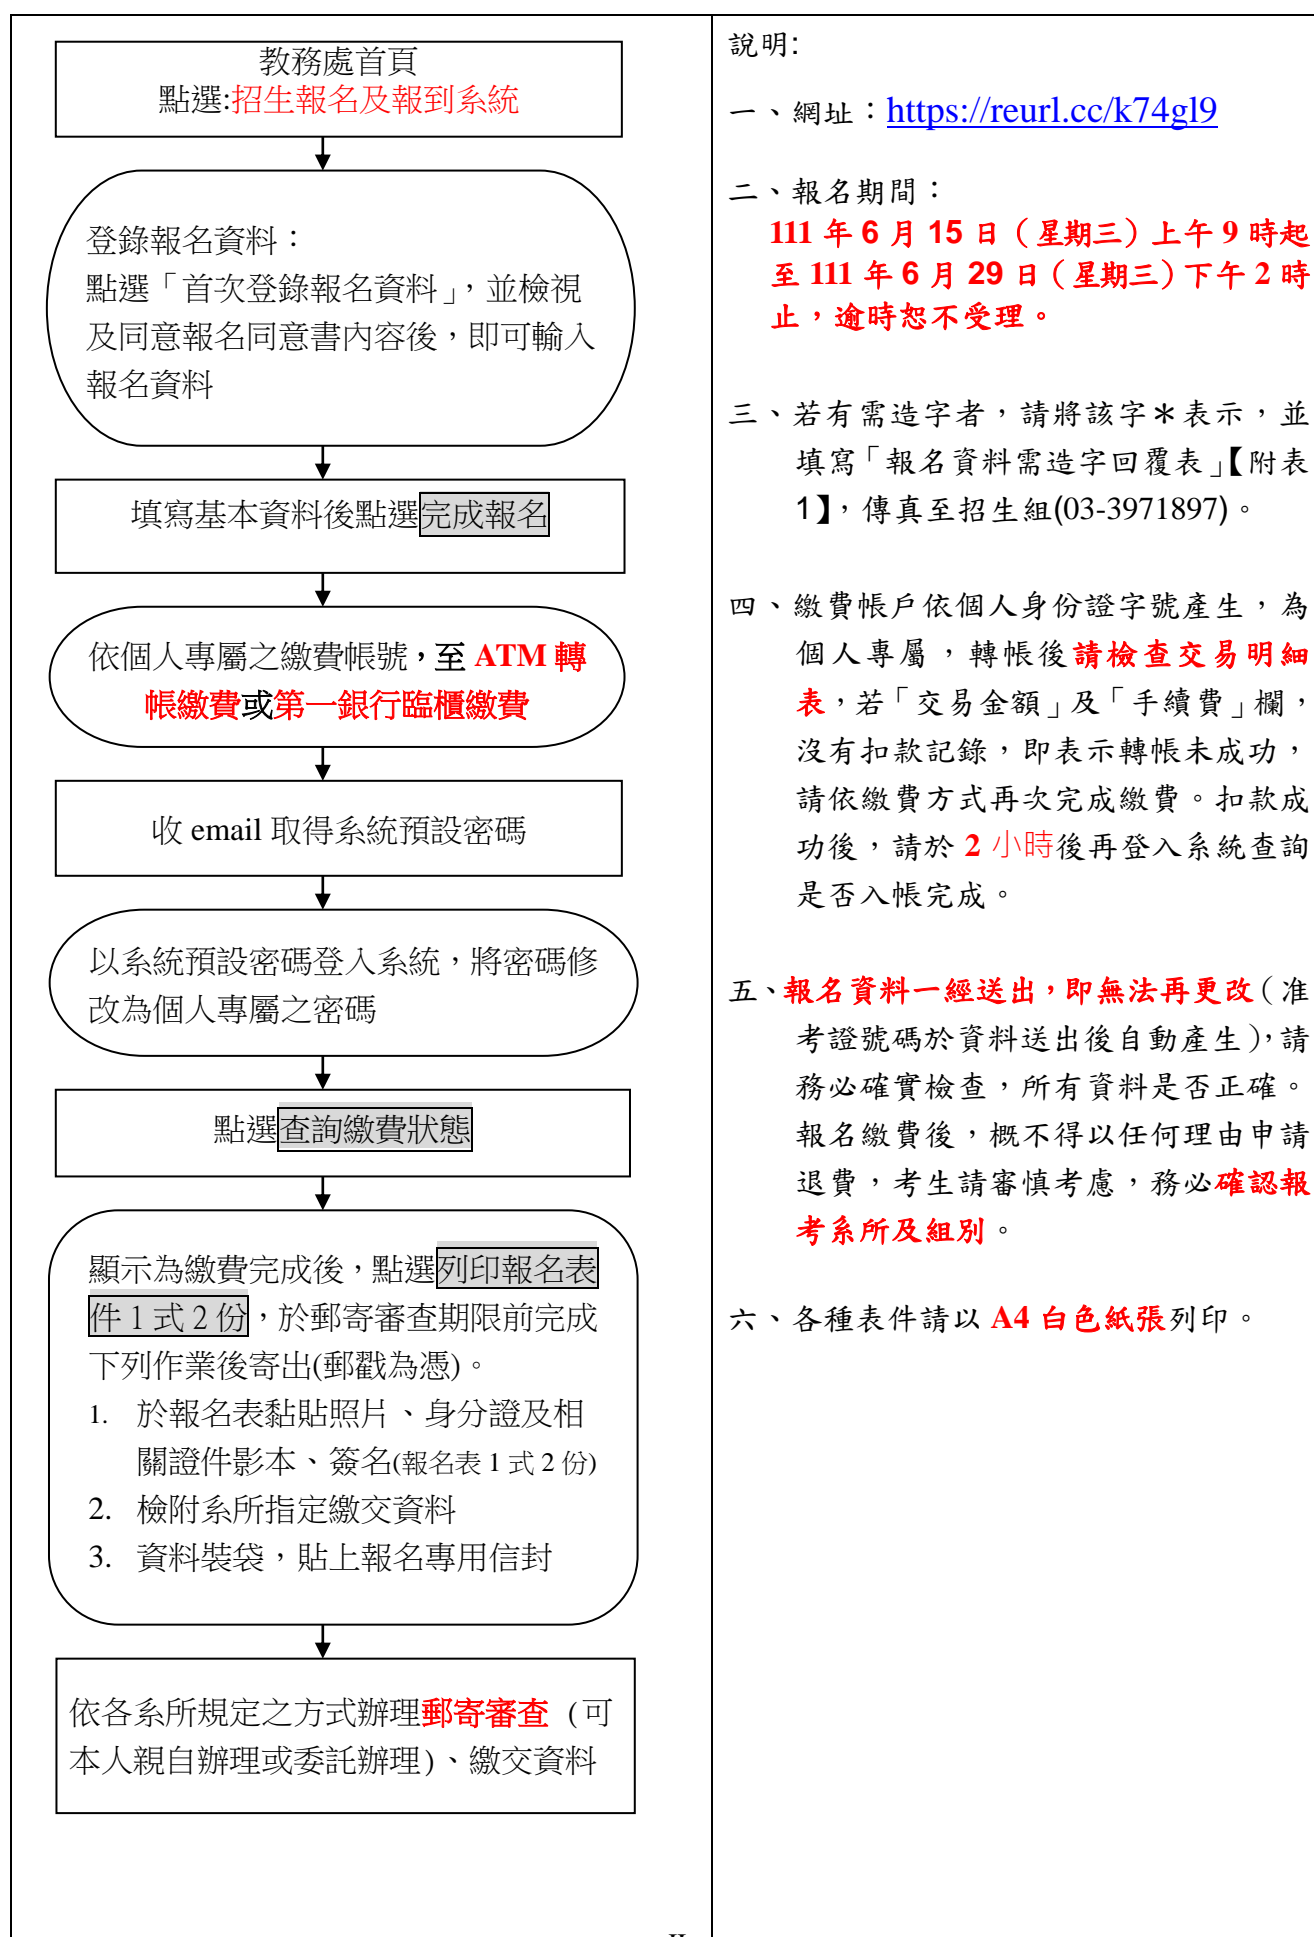 教務處首頁
點選:招生報名及報到系統
登錄報名資料：
點選「首次登錄報名資料」，並檢視
及同意報名同意書內容後，即可輸入
報名資料
填寫基本資料後點選完成報名
依個人專屬之繳費帳號，至 ATM 轉
帳繳費或第一銀行臨櫃繳費
收 email 取得系統預設密碼
以系統預設密碼登入系統，將密碼修
改為個人專屬之密碼
點選查詢繳費狀態
顯示為繳費完成後，點選列印報名表
件 1 式 2 份，於郵寄審查期限前完成
下列作業後寄出(郵戳為憑)。
1. 於報名表黏貼照片、身分證及相
關證件影本、簽名(報名表 1 式 2 份)
2. 檢附系所指定繳交資料
3. 資料裝袋，貼上報名專用信封
依各系所規定之方式辦理郵寄審查 (可
本人親自辦理或委託辦理)、繳交資料
說明:
一、網址：https://reurl.cc/k74gl9
二、報名期間：
111 年 6 月 15 日（星期三）上午 9 時起
至 111 年 6 月 29 日（星期三）下午 2 時
止，逾時恕不受理。
三、若有需造字者，請將該字＊表示，並
填寫「報名資料需造字回覆表」【附表
1】，傳真至招生組(03-3971897)。
四、繳費帳戶依個人身份證字號產生，為
個人專屬，轉帳後請檢查交易明細
表，若「交易金額」及「手續費」欄，
沒有扣款記錄，即表示轉帳未成功，
請依繳費方式再次完成繳費。扣款成
功後，請於 2 小時後再登入系統查詢
是否入帳完成。
五、報名資料一經送出，即無法再更改（准
考證號碼於資料送出後自動產生），請
務必確實檢查，所有資料是否正確。
報名繳費後，概不得以任何理由申請
退費，考生請審慎考慮，務必確認報
考系所及組別。
六、各種表件請以 A4 白色紙張列印。